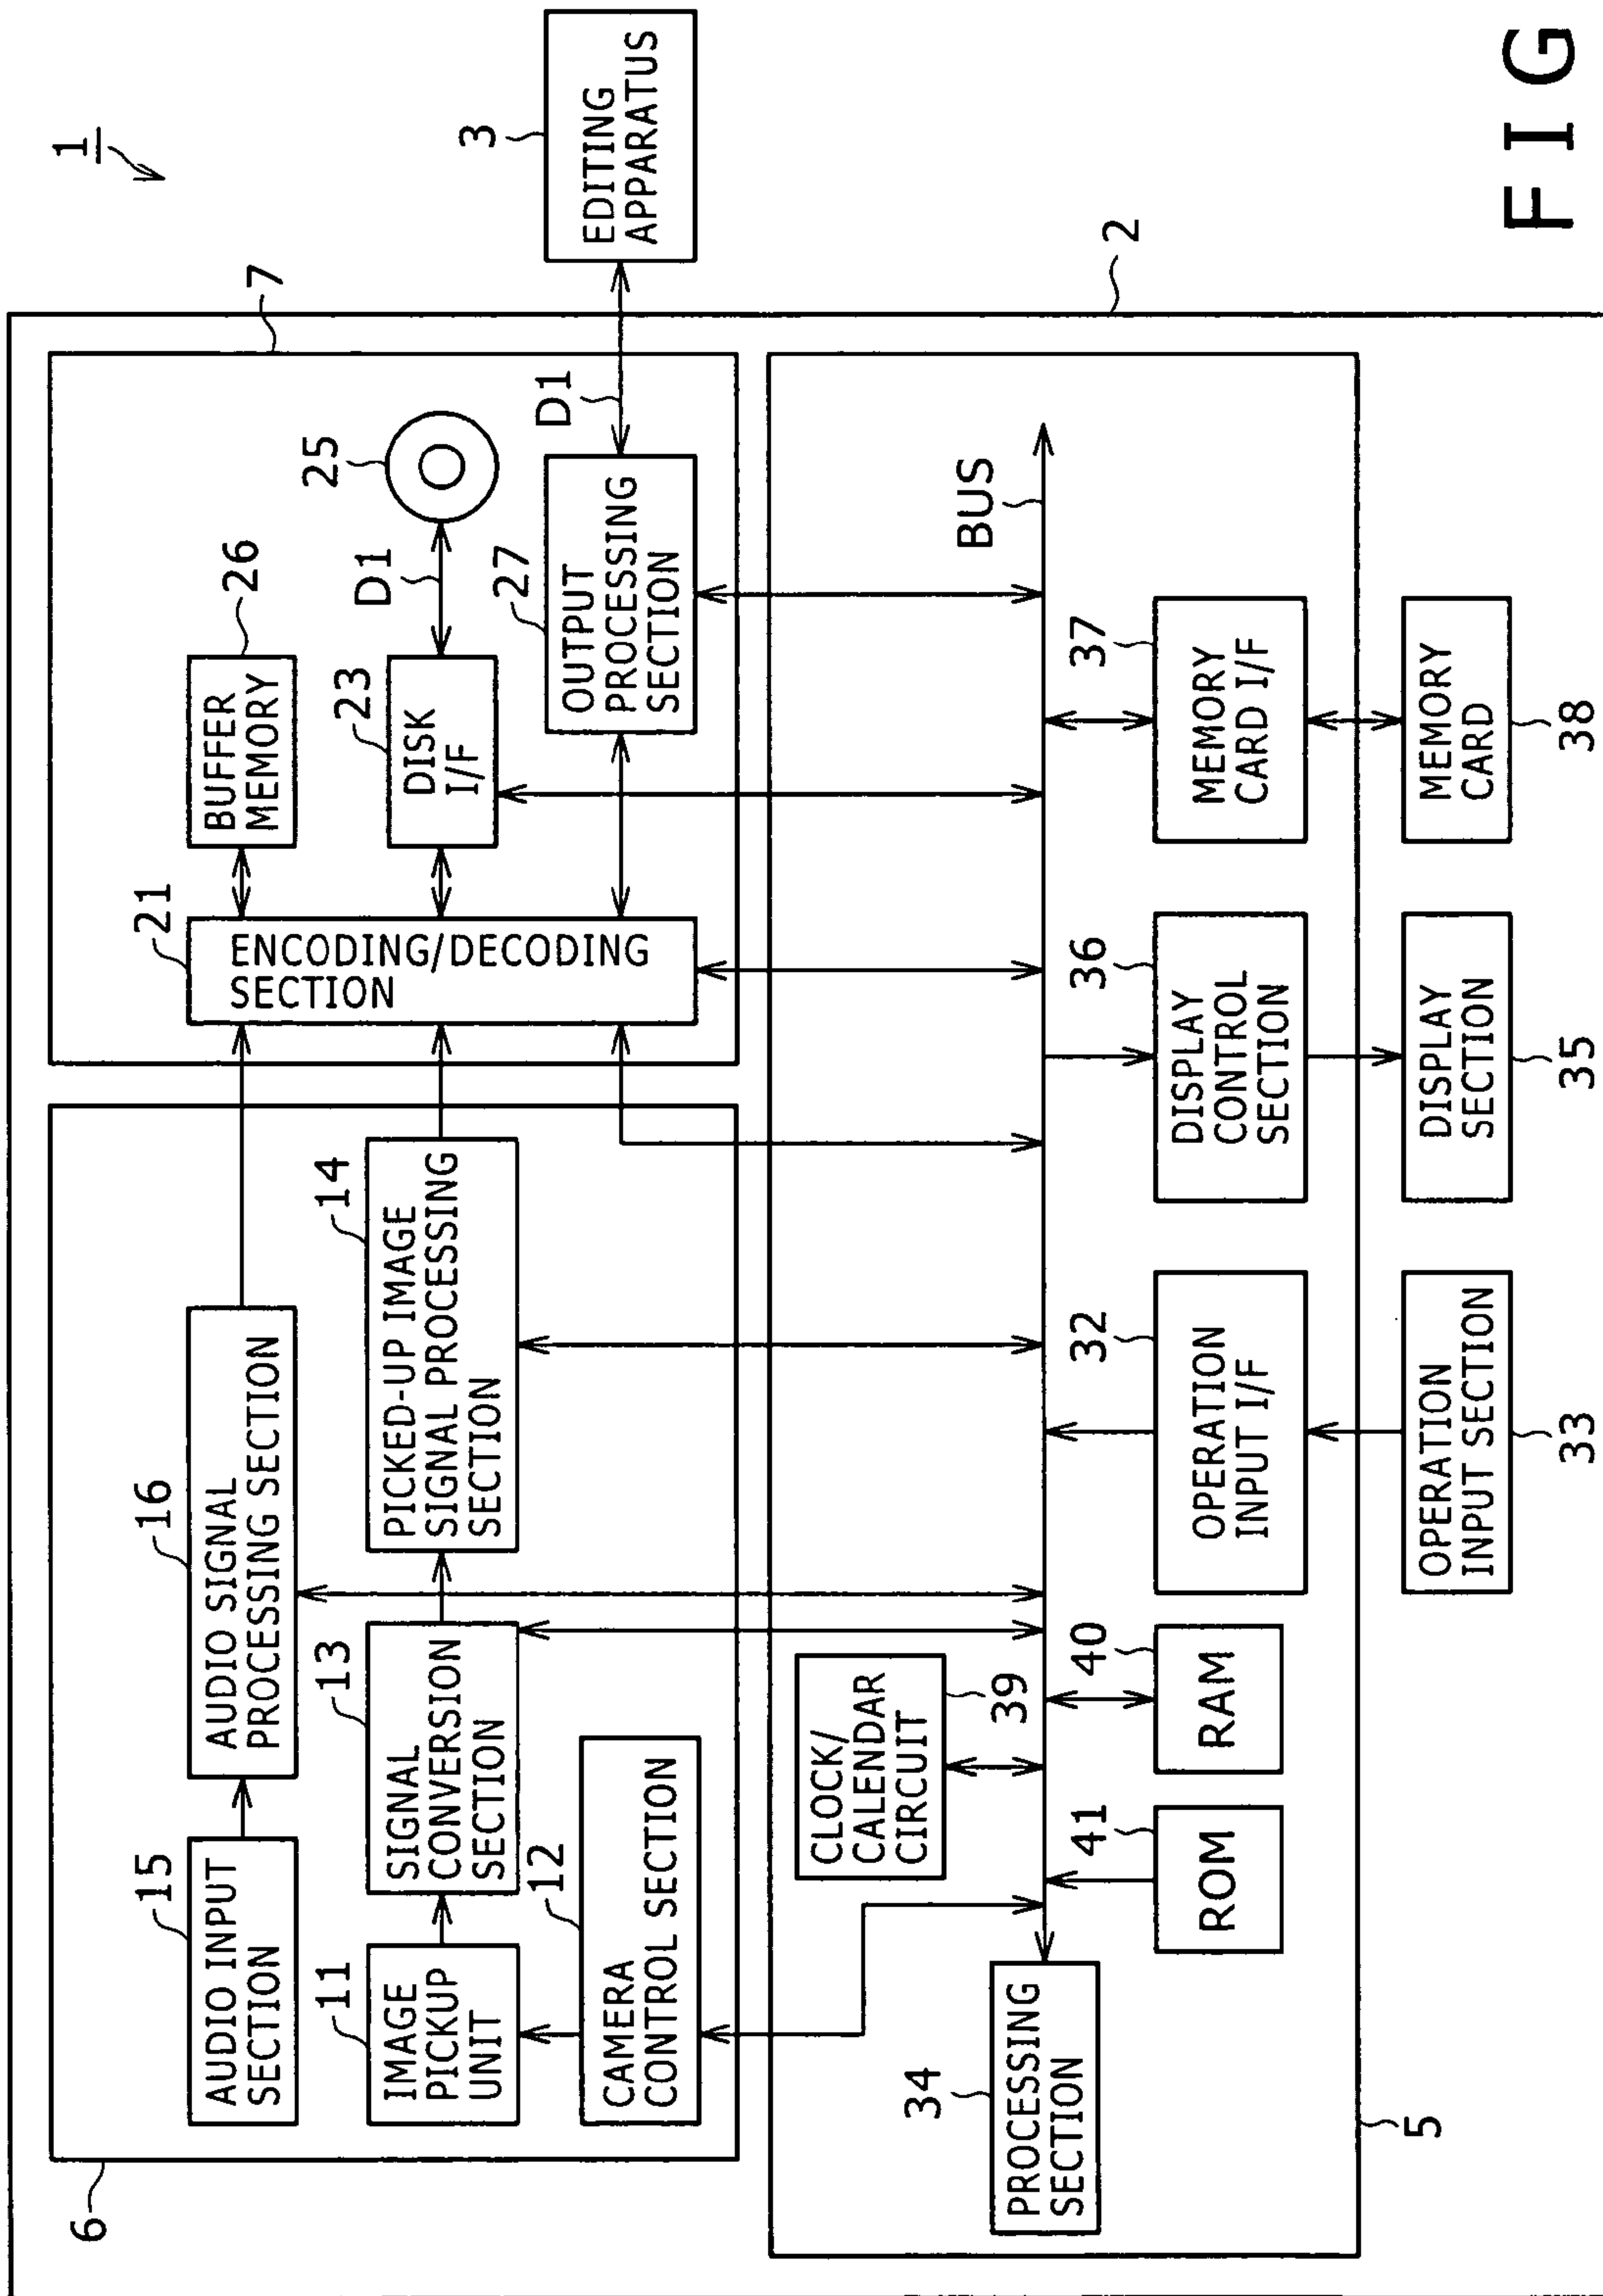 1
3
EDITING
APPARATUS
7
2
6
15
AUDIO INPUT
SECTION
16
AUDIO SIGNAL
PROCESSING SECTION
21
ENCODING/DECODING
SECTION
26
BUFFER
MEMORY
25
D1
23
DISK
I/F
27
OUTPUT
PROCESSING
SECTION
D1
11
IMAGE
PICKUP
UNIT
13
SIGNAL
CONVERSION
SECTION
14
PICKED-UP IMAGE
SIGNAL PROCESSING
SECTION
12
CAMERA
CONTROL SECTION
34
PROCESSING
SECTION
CLOCK/
CALENDAR
CIRCUIT
39
BUS
41
ROM
40
RAM
32
OPERATION
INPUT I/F
36
DISPLAY
CONTROL
SECTION
37
MEMORY
CARD I/F
5
OPERATION
INPUT SECTION
33
DISPLAY
SECTION
35
MEMORY
CARD
38
FIG